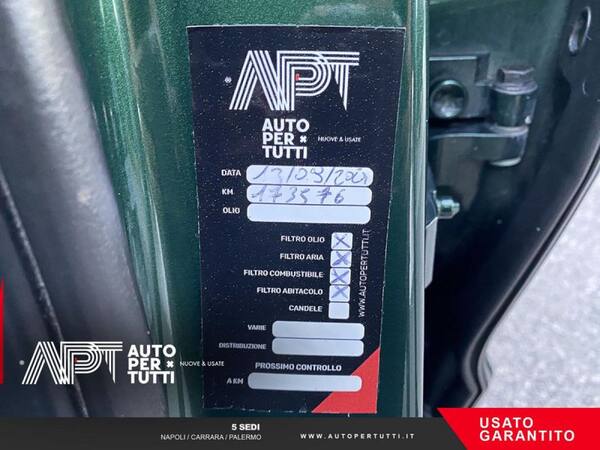 APT
AUTO
PER
TUTTI
NUOVE & USATE
DATA
KM 173576
OLIO
FILTRO OLIO X
FILTRO ARIA X
FILTRO COMBUSTIBILE X
FILTRO ABITACOLO X
CANDELE
WWW.AUTOPERTUTTI.IT
VARIE
DISTRIBUZIONE
PROSSIMO CONTROLLO
A KM
APT
AUTO
PER
TUTTI
NUOVE & USATE
5 SEDI
NAPOLI / CARRARA / PALERMO
WWW.AUTOPERTUTTI.IT
USATO
GARANTITO